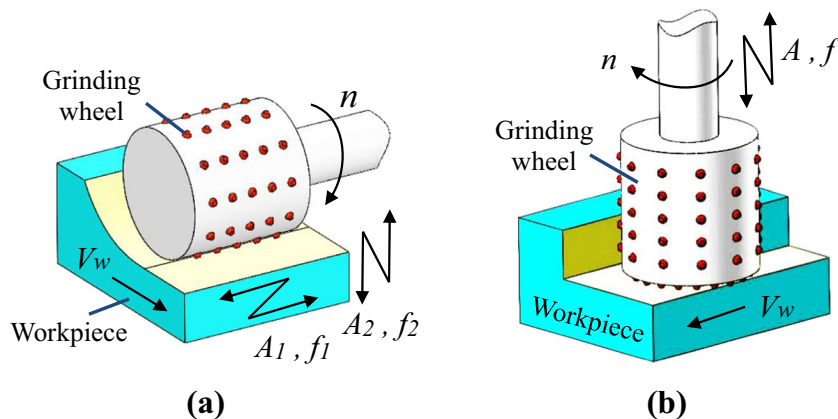 Grinding
wheel
n
Vw
Workpiece
A1 , f1
A2 , f2
(a)
n
A , f
Grinding
wheel
Workpiece
Vw
(b)